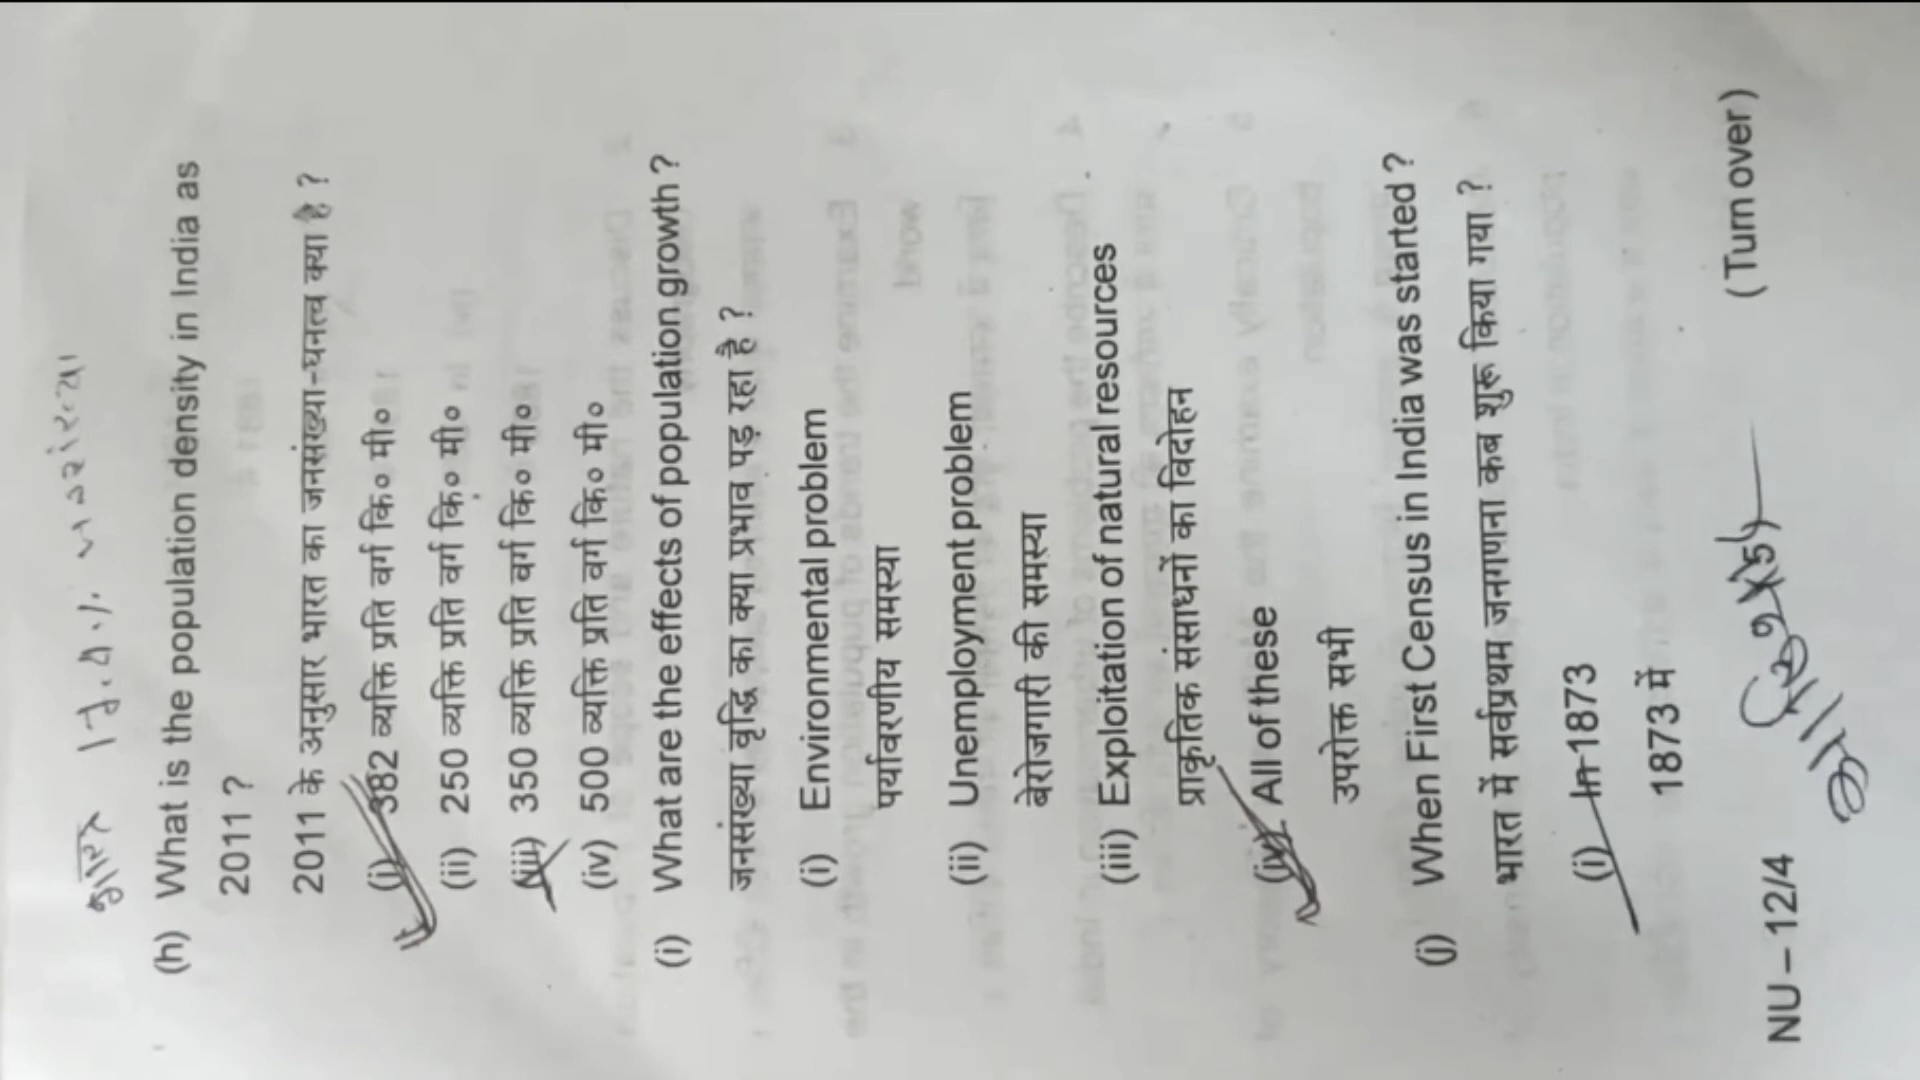 भारत 17.0 %
(h) What is the population density in India as
2011 ?
2011 के अनुसार भारत का जनसंख्या-घनत्व क्या है ?
(i) 382 व्यक्ति प्रति वर्ग कि० मी०
(ii) 250 व्यक्ति प्रति वर्ग कि० मी०
(iii) 350 व्यक्ति प्रति वर्ग कि० मी०
(iv) 500 व्यक्ति प्रति वर्ग कि० मी०
(i) What are the effects of population growth ?
जनसंख्या वृद्धि का क्या प्रभाव पड़ रहा है ?
(i) Environmental problem
पर्यावरणीय समस्या
(ii) Unemployment problem
बेरोजगारी की समस्या
(iii) Exploitation of natural resources
प्राकृतिक संसाधनों का विदोहन
(iv) All of these
उपरोक्त सभी
(j) When First Census in India was started ?
भारत में सर्वप्रथम जनगणाना कब शुरू किया गया ?
(i) In 1873
1873 में
NU – 12/4 (Turn over)